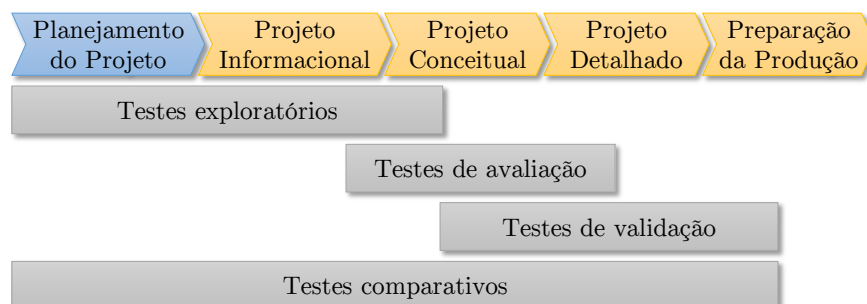 Planejamento
do Projeto
Projeto
Informacional
Projeto
Conceitual
Projeto
Detalhado
Preparação
da Produção
Testes exploratórios
Testes de avaliação
Testes de validação
Testes comparativos